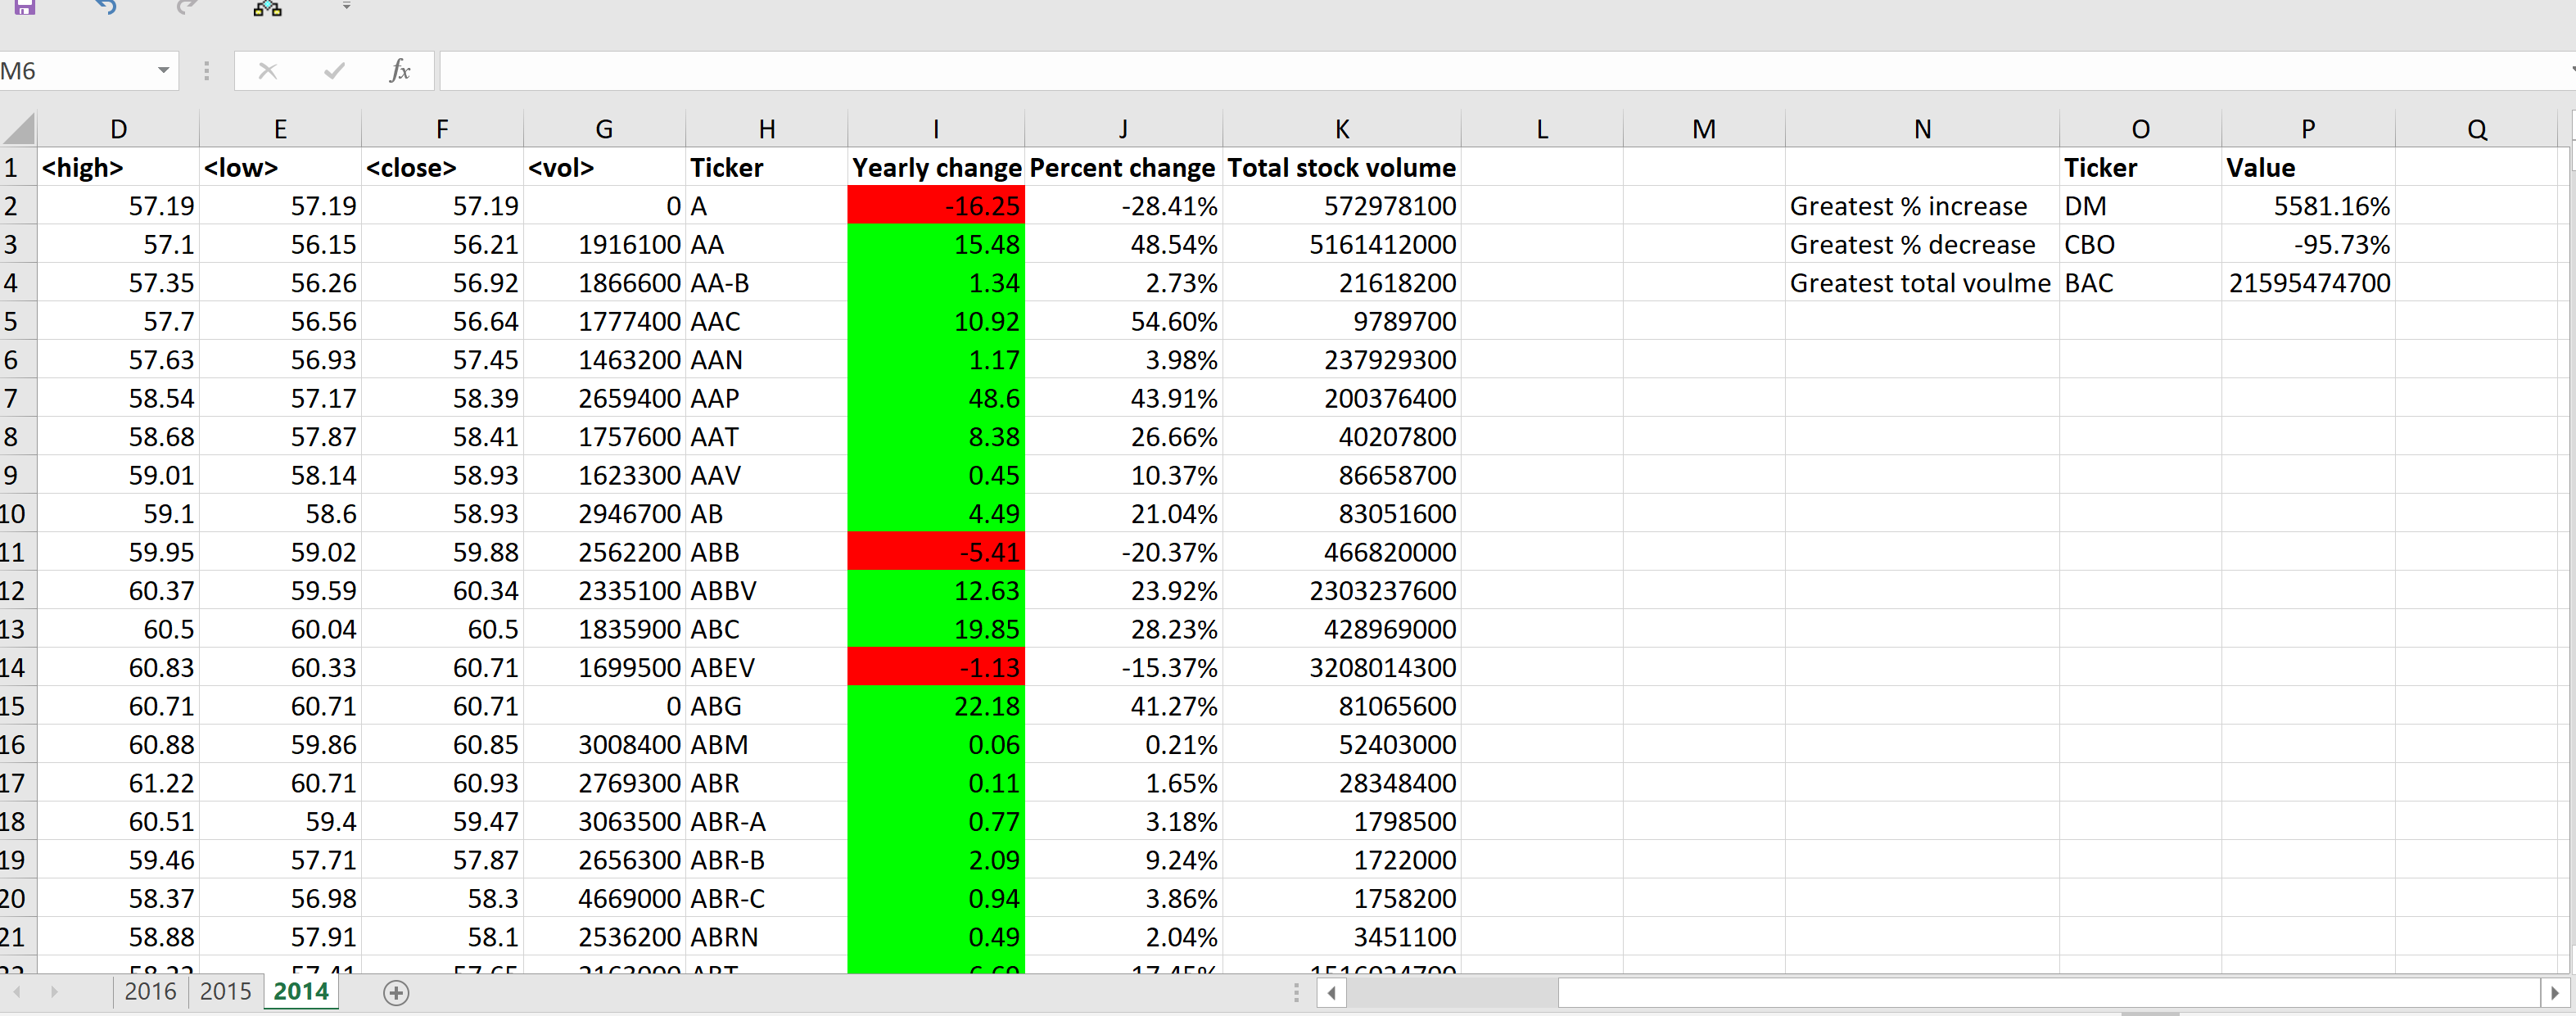 M6 fx
D E F G H I J K L M N O P Q
1 <high> <low> <close> <vol> Ticker Yearly change Percent change Total stock volume Ticker Value
2 57.19 57.19 57.19 0 A -16.25 -28.41% 572978100 Greatest % increase DM 5581.16%
3 57.1 56.15 56.21 1916100 AA 15.48 48.54% 5161412000 Greatest % decrease CBO -95.73%
4 57.35 56.26 56.92 1866600 AA-B 1.34 2.73% 21618200 Greatest total voulme BAC 21595474700
5 57.7 56.56 56.64 1777400 AAC 10.92 54.60% 9789700
6 57.63 56.93 57.45 1463200 AAN 1.17 3.98% 237929300
7 58.54 57.17 58.39 2659400 AAP 48.6 43.91% 200376400
8 58.68 57.87 58.41 1757600 AAT 8.38 26.66% 40207800
9 59.01 58.14 58.93 1623300 AAV 0.45 10.37% 86658700
10 59.1 58.6 58.93 2946700 AB 4.49 21.04% 83051600
11 59.95 59.02 59.88 2562200 ABB -5.41 -20.37% 466820000
12 60.37 59.59 60.34 2335100 ABBV 12.63 23.92% 2303237600
13 60.5 60.04 60.5 1835900 ABC 19.85 28.23% 428969000
14 60.83 60.33 60.71 1699500 ABEV -1.13 -15.37% 3208014300
15 60.71 60.71 60.71 0 ABG 22.18 41.27% 81065600
16 60.88 59.86 60.85 3008400 ABM 0.06 0.21% 52403000
17 61.22 60.71 60.93 2769300 ABR 0.11 1.65% 28348400
18 60.51 59.4 59.47 3063500 ABR-A 0.77 3.18% 1798500
19 59.46 57.71 57.87 2656300 ABR-B 2.09 9.24% 1722000
20 58.37 56.98 58.3 4669000 ABR-C 0.94 3.86% 1758200
21 58.88 57.91 58.1 2536200 ABRN 0.49 2.04% 3451100
2016 2015 2014